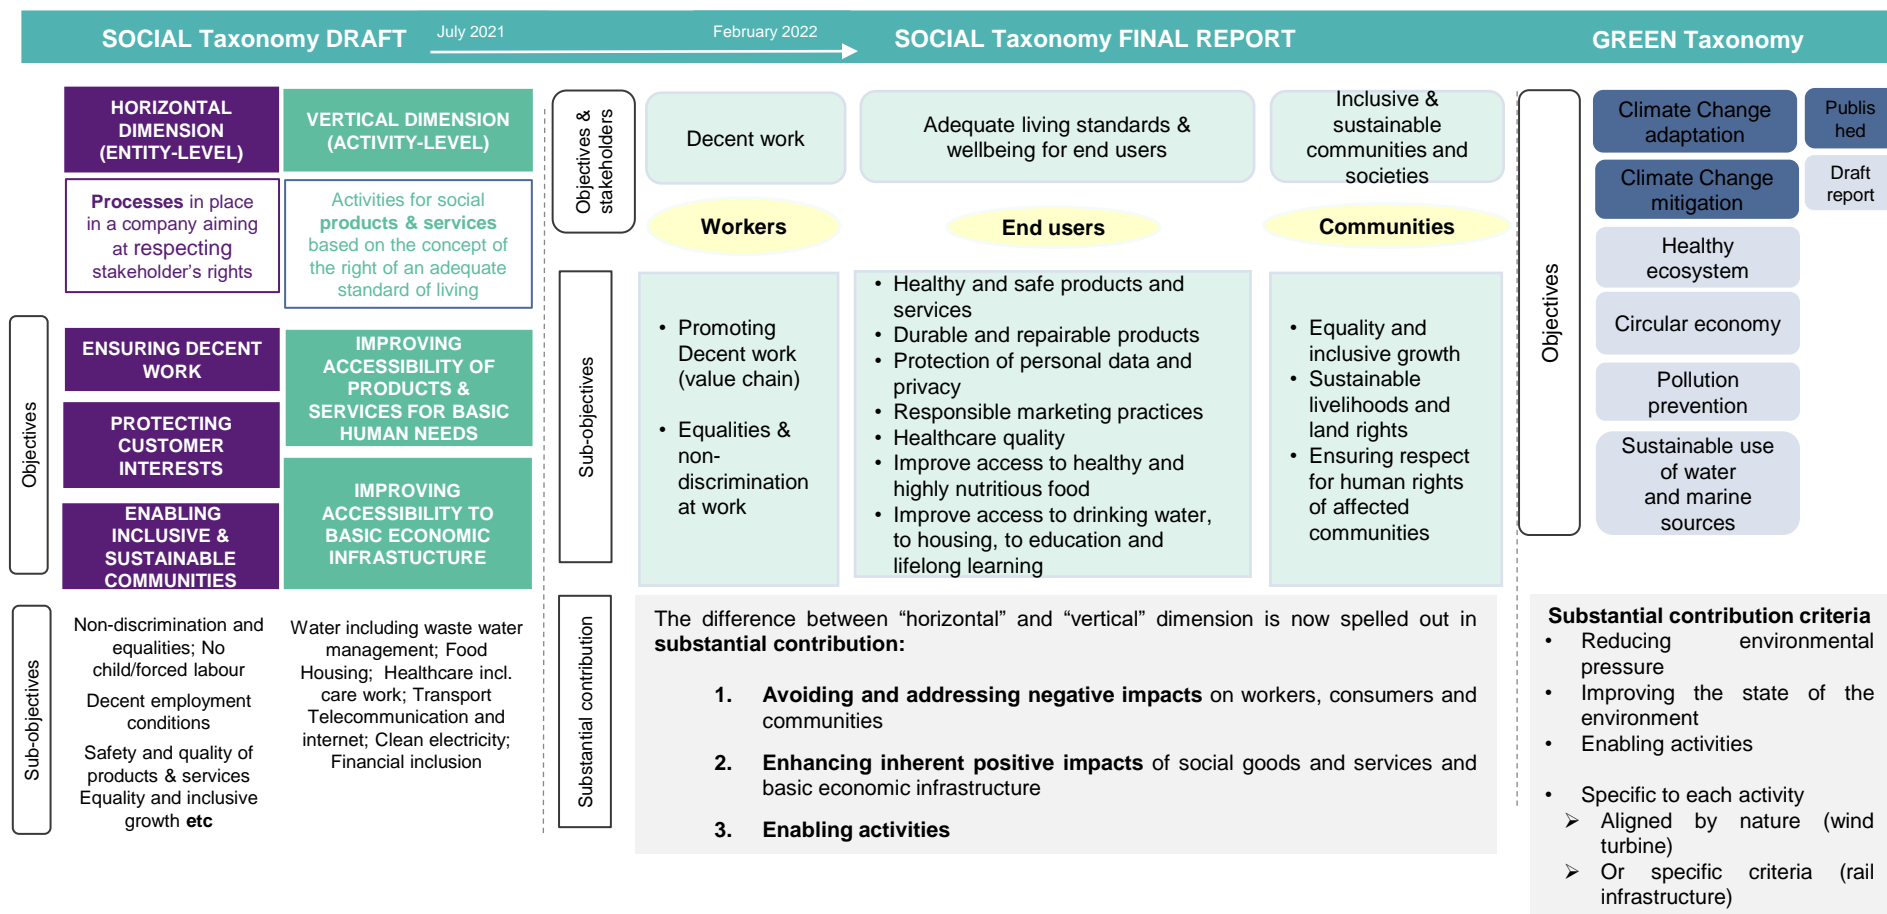 SOCIAL Taxonomy DRAFT
July 2021
February 2022
SOCIAL Taxonomy FINAL REPORT
GREEN Taxonomy
HORIZONTAL
DIMENSION
(ENTITY-LEVEL)
VERTICAL DIMENSION
(ACTIVITY-LEVEL)
Processes in place
in a company aiming
at respecting
stakeholder's rights
Activities for social
products & services
based on the concept of
the right of an adequate
standard of living
Objectives
ENSURING DECENT
WORK
PROTECTING
CUSTOMER
INTERESTS
ENABLING
INCLUSIVE &
SUSTAINABLE
COMMUNITIES
IMPROVING
ACCESSIBILITY OF
PRODUCTS &
SERVICES FOR BASIC
HUMAN NEEDS
IMPROVING
ACCESSIBILITY TO
BASIC ECONOMIC
INFRASTUCTURE
Sub-objectives
Non-discrimination and
equalities; No
child/forced labour
Decent employment
conditions
Safety and quality of
products & services
Equality and inclusive
growth etc
Water including waste water
management; Food
Housing; Healthcare incl.
care work; Transport
Telecommunication and
internet; Clean electricity;
Financial inclusion
Objectives &
stakeholders
Decent work
Adequate living standards &
wellbeing for end users
Inclusive &
sustainable
communities and
societies
Workers
End users
Communities
Sub-objectives
• Promoting
Decent work
(value chain)
• Equalities &
non-
discrimination
at work
• Healthy and safe products and
services
• Durable and repairable products
• Protection of personal data and
privacy
• Responsible marketing practices
• Healthcare quality
• Improve access to healthy and
highly nutritious food
• Improve access to drinking water,
to housing, to education and
lifelong learning
• Equality and
inclusive growth
• Sustainable
livelihoods and
land rights
• Ensuring respect
for human rights
of affected
communities
Substantial contribution
The difference between “horizontal” and “vertical” dimension is now spelled out in
substantial contribution:
1. Avoiding and addressing negative impacts on workers, consumers and
communities
2. Enhancing inherent positive impacts of social goods and services and
basic economic infrastructure
3. Enabling activities
Objectives
Climate Change
adaptation
Climate Change
mitigation
Healthy
ecosystem
Circular economy
Pollution
prevention
Sustainable use
of water
and marine
sources
Publis
hed
Draft
report
Substantial contribution criteria
• Reducing environmental
pressure
• Improving the state of the
environment
• Enabling activities
• Specific to each activity
➢ Aligned by nature (wind
turbine)
➢ Or specific criteria (rail
infrastructure)